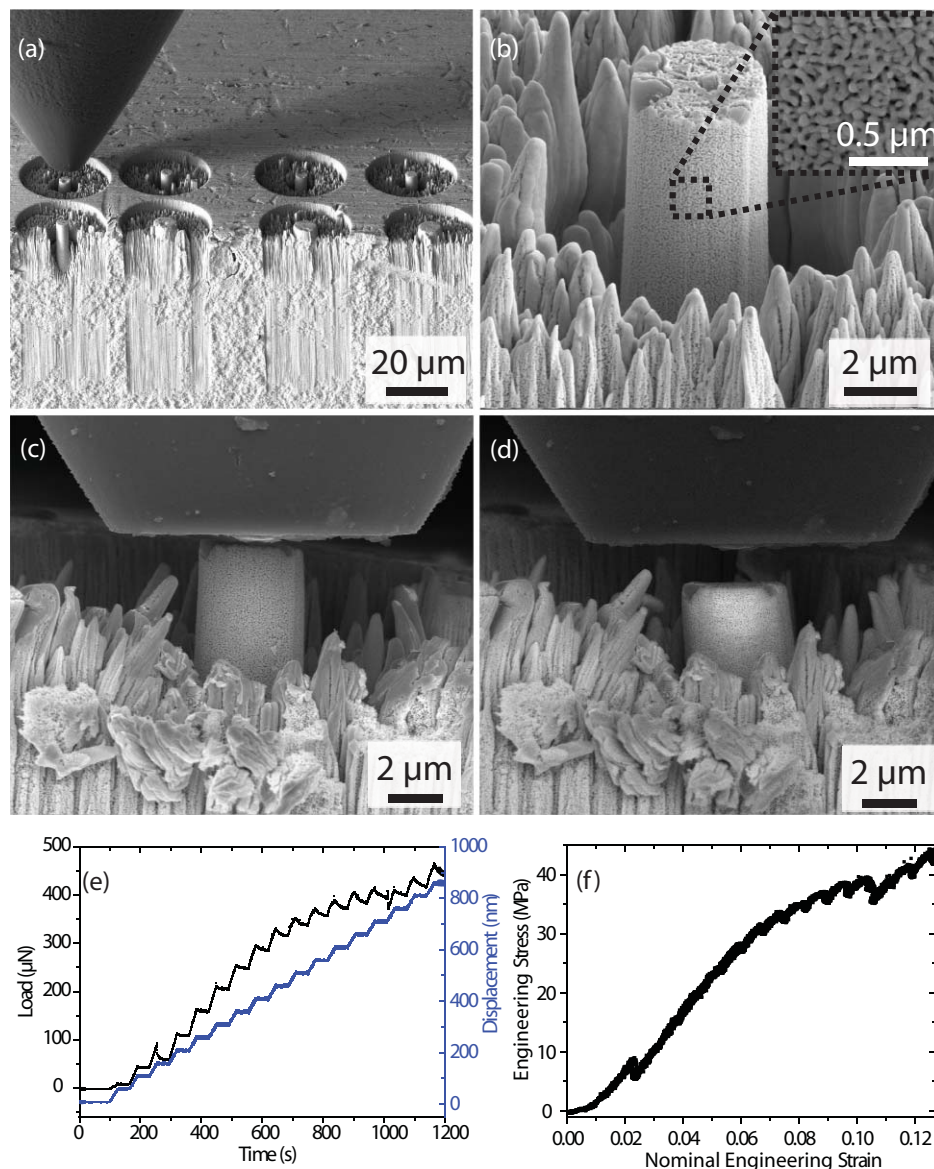 (a)
20 μm
(b)
0.5 μm
2 μm
(c)
2 μm
(d)
2 μm
(e)
Load (μN)
500
400
300
200
100
0
Displacement (nm)
1000
800
600
400
200
0
0 200 400 600 800 1000 1200
Time (s)
(f)
Engineering Stress (MPa)
40
30
20
10
0
0.00 0.02 0.04 0.06 0.08 0.10 0.12
Nominal Engineering Strain